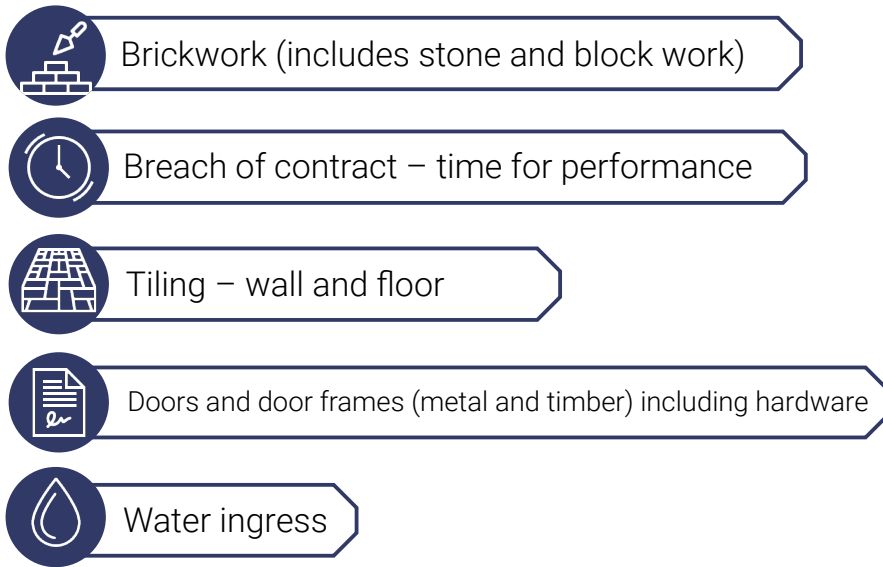 Brickwork (includes stone and block work)
Breach of contract – time for performance
Tiling – wall and floor
Doors and door frames (metal and timber) including hardware
Water ingress